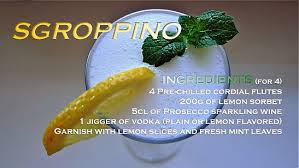 SGROPPINO
INGREDIENTS (FOR 4)
4 PRE-CHILLED CORDIAL FLUTES
200G OF LEMON SORBET
5CL OF PROSECCO SPARKLING WINE
1 JIGGER OF VODKA (PLAIN OR LEMON FLAVORED)
GARNISH WITH LEMON SLICES AND FRESH MINT LEAVES